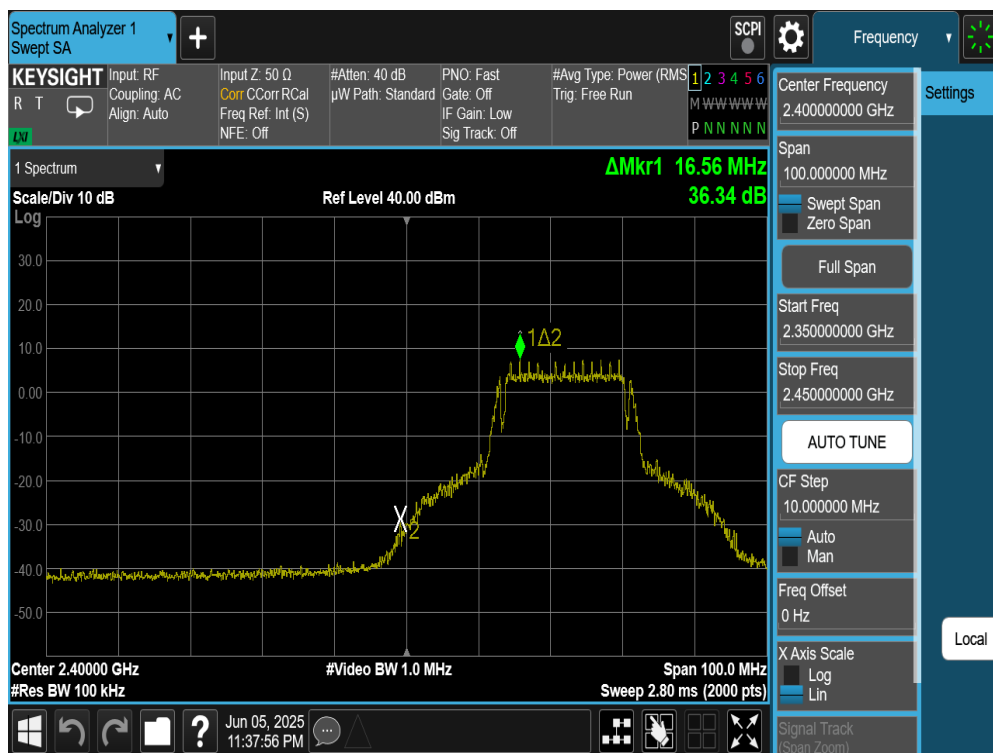 Spectrum Analyzer 1
Swept SA
+
SCPI
Frequency
KEYSIGHT
R T
LXI
Input: RF
Coupling: AC
Align: Auto
Input Z: 50 Ω
Corr CCorr RCal
Freq Ref: Int (S)
NFE: Off
#Atten: 40 dB
µW Path: Standard
PNO: Fast
Gate: Off
IF Gain: Low
Sig Track: Off
#Avg Type: Power (RMS
Trig: Free Run
1 2 3 4 5 6
M W W W W W
P N N N N N
1 Spectrum
ΔMkr1 16.56 MHz
36.34 dB
Scale/Div 10 dB
Ref Level 40.00 dBm
Log
30.0
20.0
10.0
0.00
-10.0
-20.0
-30.0
-40.0
-50.0
1Δ2
2
Center 2.40000 GHz
#Video BW 1.0 MHz
Span 100.0 MHz
#Res BW 100 kHz
Sweep 2.80 ms (2000 pts)
Center Frequency
2.400000000 GHz
Settings
Span
100.000000 MHz
Swept Span
Zero Span
Full Span
Start Freq
2.350000000 GHz
Stop Freq
2.450000000 GHz
AUTO TUNE
CF Step
10.000000 MHz
Auto
Man
Freq Offset
0 Hz
Local
X Axis Scale
Log
Lin
Signal Track
(Span Zoom)
?
Jun 05, 2025
11:37:56 PM